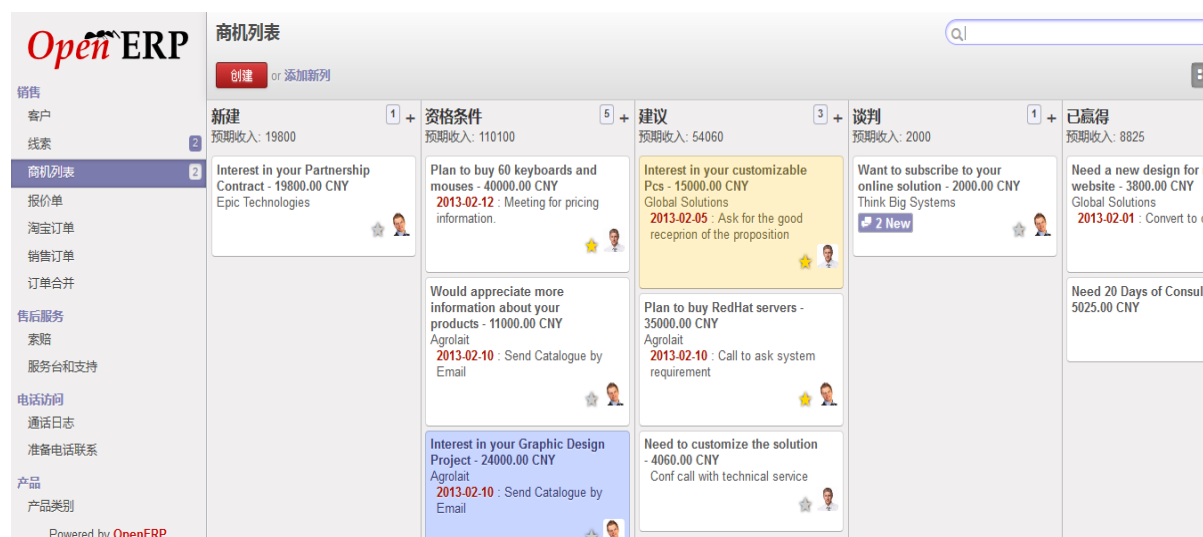 Open ERP
商机列表
创建 or 添加新列
销售
客户
线索 2
商机列表 2
报价单
淘宝订单
销售订单
订单合并
售后服务
索赔
服务台和支持
电话访问
通话日志
准备电话联系
产品
产品类别
Powered by OpenERP
新建 1 +
预期收入: 19800
Interest in your Partnership
Contract - 19800.00 CNY
Epic Technologies
资格条件 5 +
预期收入: 110100
Plan to buy 60 keyboards and
mouses - 40000.00 CNY
2013-02-12 : Meeting for pricing
information.
Would appreciate more
information about your
products - 11000.00 CNY
Agrolait
2013-02-10 : Send Catalogue by
Email
Interest in your Graphic Design
Project - 24000.00 CNY
Agrolait
2013-02-10 : Send Catalogue by
Email
建议 3 +
预期收入: 54060
Interest in your customizable
Pcs - 15000.00 CNY
Global Solutions
2013-02-05 : Ask for the good
receprion of the proposition
Plan to buy RedHat servers -
35000.00 CNY
Agrolait
2013-02-10 : Call to ask system
requirement
Need to customize the solution
- 4060.00 CNY
Conf call with technical service
谈判 1 +
预期收入: 2000
Want to subscribe to your
online solution - 2000.00 CNY
Think Big Systems
2 New
已赢得
预期收入: 8825
Need a new design for
website - 3800.00 CNY
Global Solutions
2013-02-01 : Convert to
Need 20 Days of Consul
5025.00 CNY